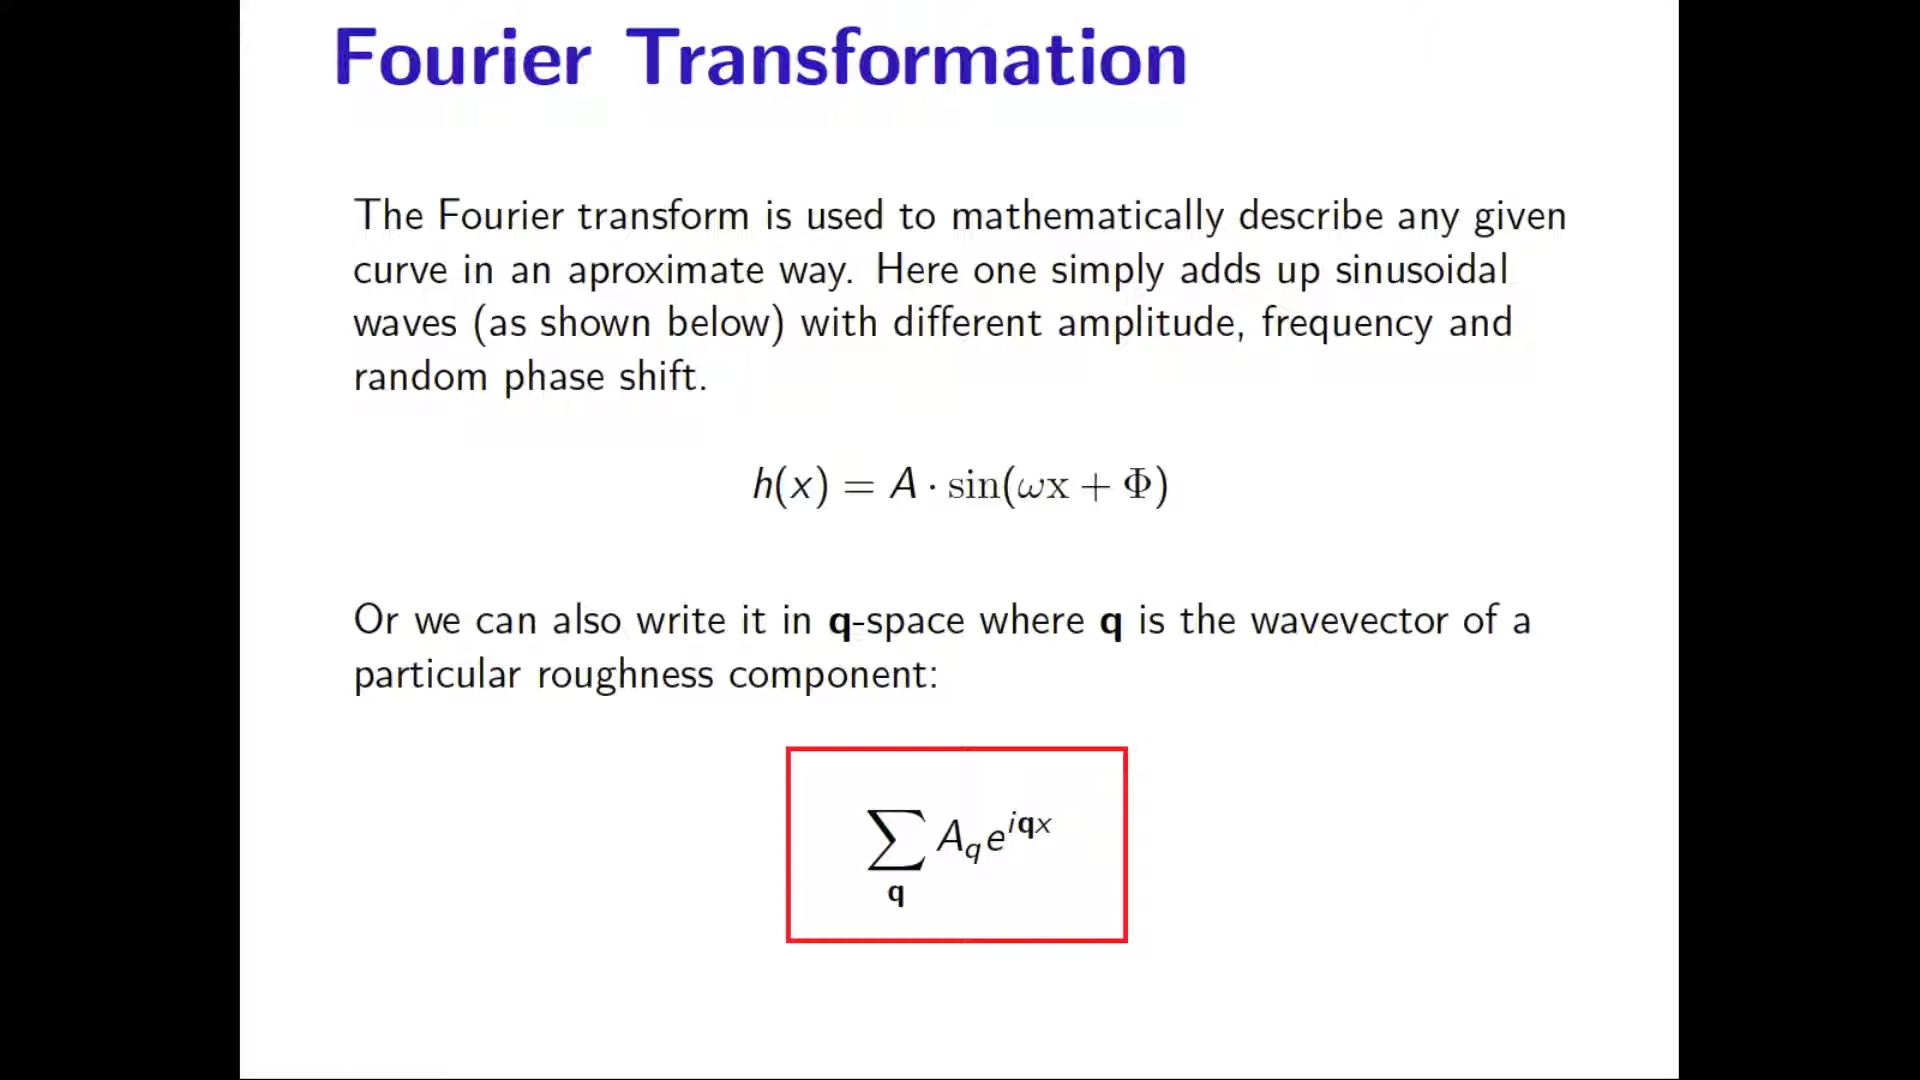 Fourier Transformation
The Fourier transform is used to mathematically describe any given
curve in an aproximate way. Here one simply adds up sinusoidal
waves (as shown below) with different amplitude, frequency and
random phase shift.
h(x) = A · sin(ωx + Φ)
Or we can also write it in q-space where q is the wavevector of a
particular roughness component:
∑_q A_q e^{iqx}